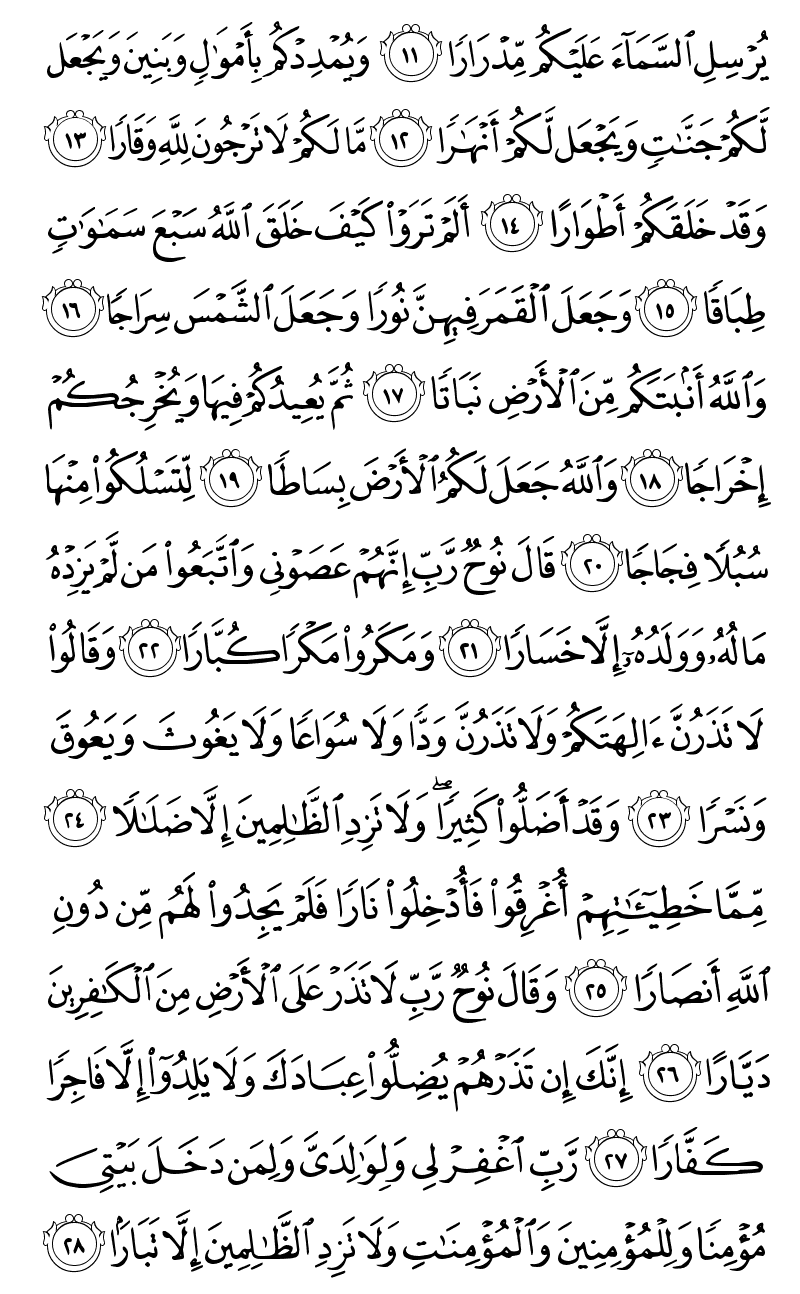 يُرْسِلِ ٱلسَّمَآءَ عَلَيْكُم مِّدْرَارًا ١١ وَيُمْدِدْكُم بِأَمْوَٰلٍ وَبَنِينَ وَيَجْعَل
لَّكُمْ جَنَّٰتٍ وَيَجْعَل لَّكُمْ أَنْهَٰرًا ١٢ مَّا لَكُمْ لَا تَرْجُونَ لِلَّهِ وَقَارًا ١٣
وَقَدْ خَلَقَكُمْ أَطْوَارًا ١٤ أَلَمْ تَرَوْا۟ كَيْفَ خَلَقَ ٱللَّهُ سَبْعَ سَمَٰوَٰتٍ
طِبَاقًا ١٥ وَجَعَلَ ٱلْقَمَرَ فِيهِنَّ نُورًا وَجَعَلَ ٱلشَّمْسَ سِرَاجًا ١٦
وَٱللَّهُ أَنۢبَتَكُم مِّنَ ٱلْأَرْضِ نَبَاتًا ١٧ ثُمَّ يُعِيدُكُمْ فِيهَا وَيُخْرِجُكُمْ
إِخْرَاجًا ١٨ وَٱللَّهُ جَعَلَ لَكُمُ ٱلْأَرْضَ بِسَاطًا ١٩ لِّتَسْلُكُوا۟ مِنْهَا
سُبُلًا فِجَاجًا ٢٠ قَالَ نُوحٌ رَّبِّ إِنَّهُمْ عَصَوْنِى وَٱتَّبَعُوا۟ مَن لَّمْ يَزِدْهُ
مَالُهُۥ وَوَلَدُهُۥٓ إِلَّا خَسَارًا ٢١ وَمَكَرُوا۟ مَكْرًا كُبَّارًا ٢٢ وَقَالُوا۟
لَا تَذَرُنَّ ءَالِهَتَكُمْ وَلَا تَذَرُنَّ وَدًّا وَلَا سُوَاعًا وَلَا يَغُوثَ وَيَعُوقَ
وَنَسْرًا ٢٣ وَقَدْ أَضَلُّوا۟ كَثِيرًا ۖ وَلَا تَزِدِ ٱلظَّٰلِمِينَ إِلَّا ضَلَٰلًا ٢٤
مِّمَّا خَطِيٓـَٰٔتِهِمْ أُغْرِقُوا۟ فَأُدْخِلُوا۟ نَارًا فَلَمْ يَجِدُوا۟ لَهُم مِّن دُونِ
ٱللَّهِ أَنصَارًا ٢٥ وَقَالَ نُوحٌ رَّبِّ لَا تَذَرْ عَلَى ٱلْأَرْضِ مِنَ ٱلْكَٰفِرِينَ
دَيَّارًا ٢٦ إِنَّكَ إِن تَذَرْهُمْ يُضِلُّوا۟ عِبَادَكَ وَلَا يَلِدُوٓا۟ إِلَّا فَاجِرًا
كَفَّارًا ٢٧ رَّبِّ ٱغْفِرْ لِى وَلِوَٰلِدَىَّ وَلِمَن دَخَلَ بَيْتِىَ
مُؤْمِنًا وَلِلْمُؤْمِنِينَ وَٱلْمُؤْمِنَٰتِ وَلَا تَزِدِ ٱلظَّٰلِمِينَ إِلَّا تَبَارًۢا ٢٨